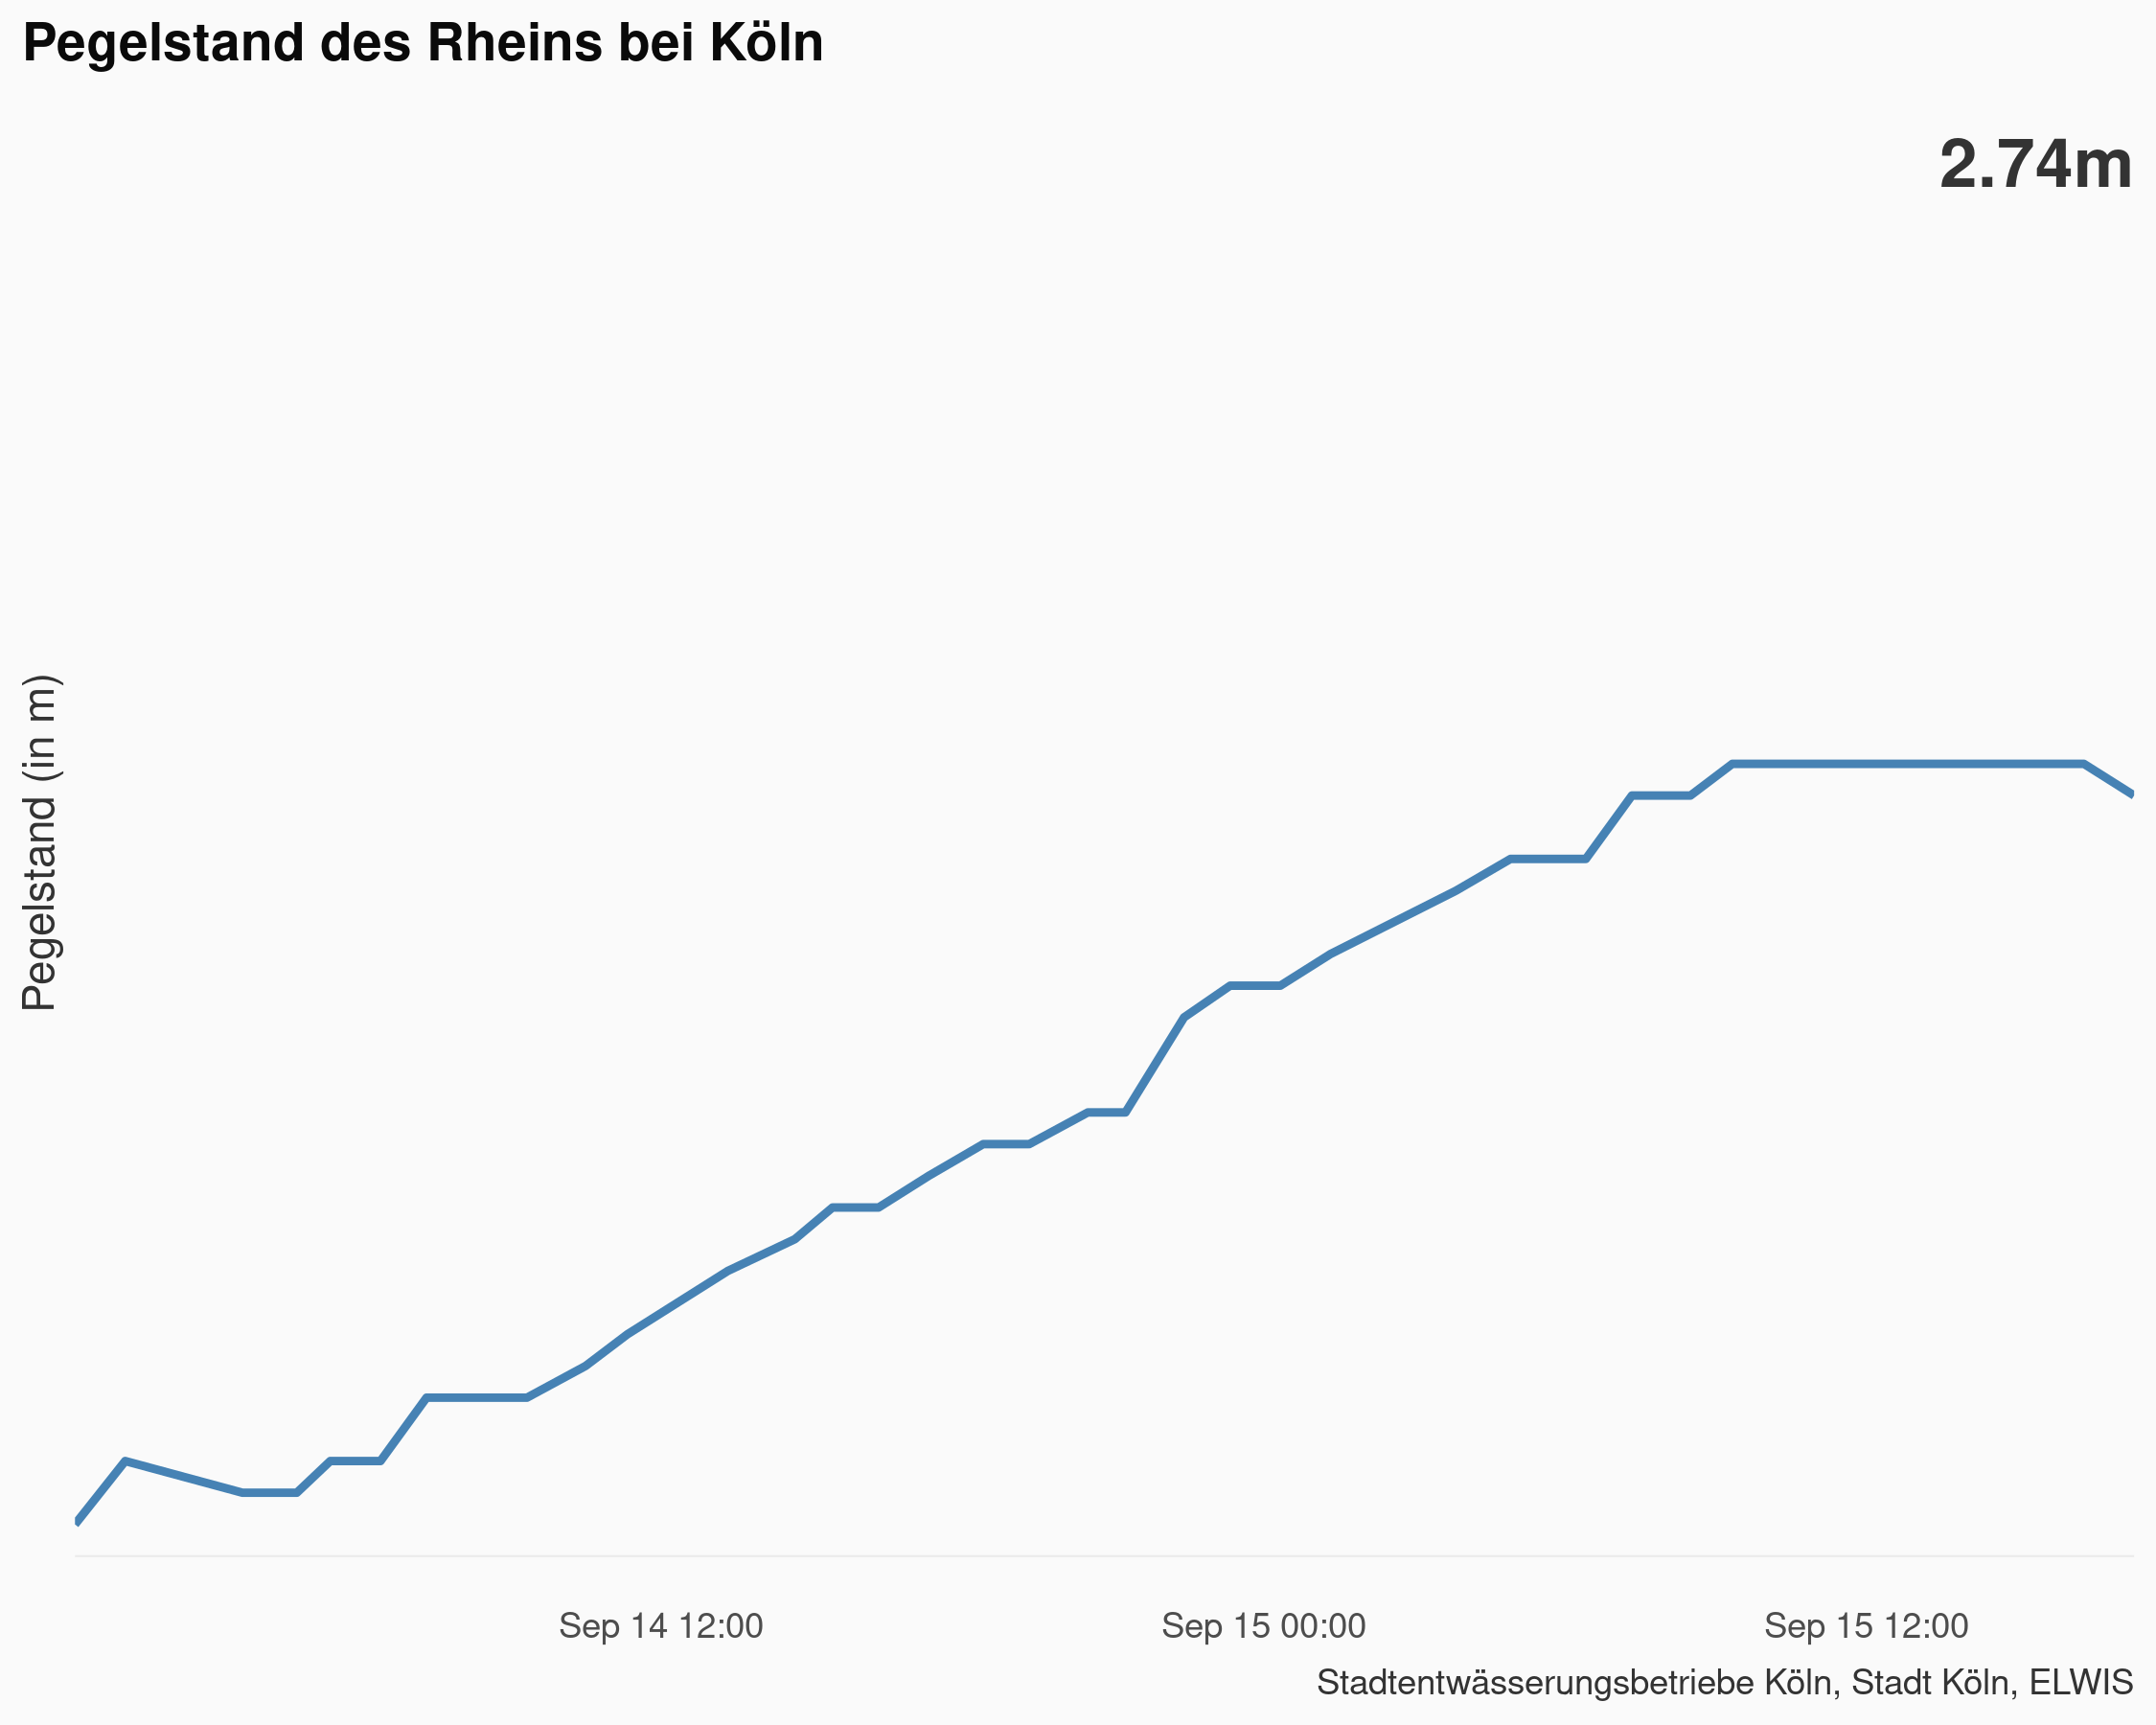 Pegelstand des Rheins bei Köln
2.74m
Pegelstand (in m)
Sep 14 12:00
Sep 15 00:00
Sep 15 12:00
Stadtentwässerungsbetriebe Köln, Stadt Köln, ELWIS